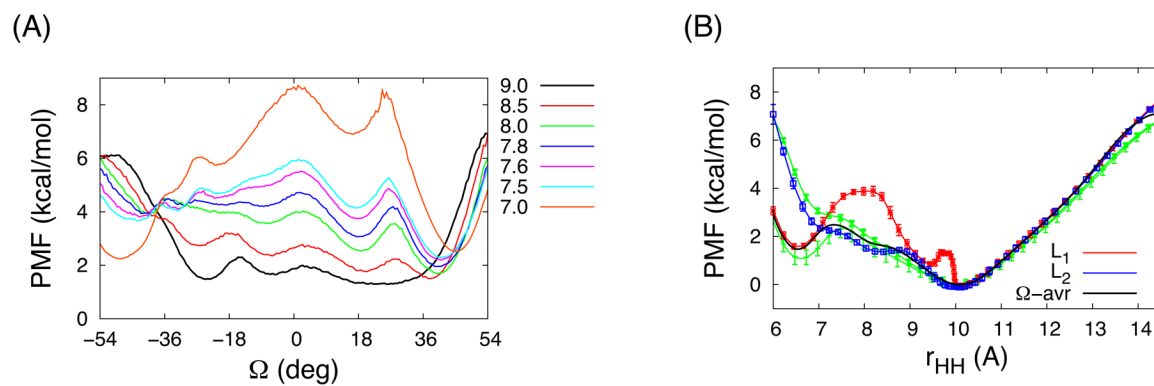 (A)
PMF (kcal/mol)
8
6
4
2
0
−54 −36 −18 0 18 36 54
Ω (deg)
9.0
8.5
8.0
7.8
7.6
7.5
7.0
(B)
PMF (kcal/mol)
8
6
4
2
0
6 7 8 9 10 11 12 13 14
r_HH (A)
L₁
L₂
Ω−avr